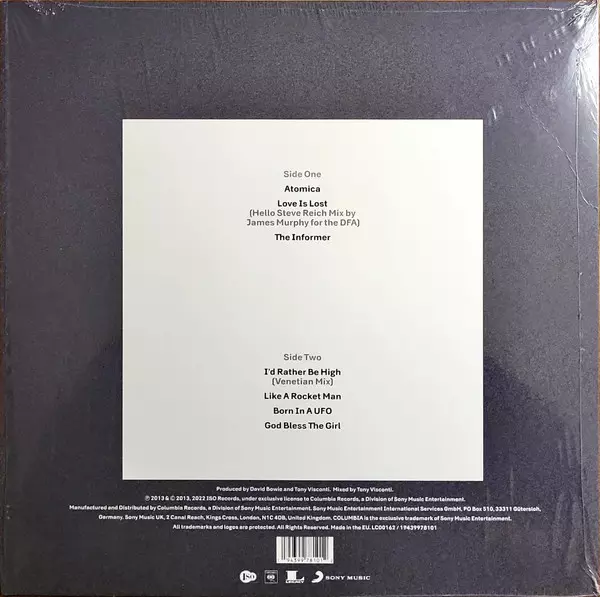 Side One
Atomica
Love Is Lost
(Hello Steve Reich Mix by
James Murphy for the DFA)
The Informer
Side Two
I'd Rather Be High
(Venetian Mix)
Like A Rocket Man
Born In A UFO
God Bless The Girl
Produced by David Bowie and Tony Visconti. Mixed by Tony Visconti.
℗ 2013 & © 2013, 2022 ISO Records, under exclusive license to Columbia Records, a Division of Sony Music Entertainment.
Manufactured and Distributed by Columbia Records, a Division of Sony Music Entertainment. Sony Music Entertainment International Services GmbH, PO Box 510, 33311 Gütersloh,
Germany. Sony Music UK, 2 Canal Reach, Kings Cross, London, N1C 4DB, United Kingdom. COLUMBIA is the exclusive trademark of Sony Music Entertainment.
All trademarks and logos are protected. All Rights Reserved. Made in the EU. LC00162 / 19439978101
ISO
LEGACY
SONY MUSIC